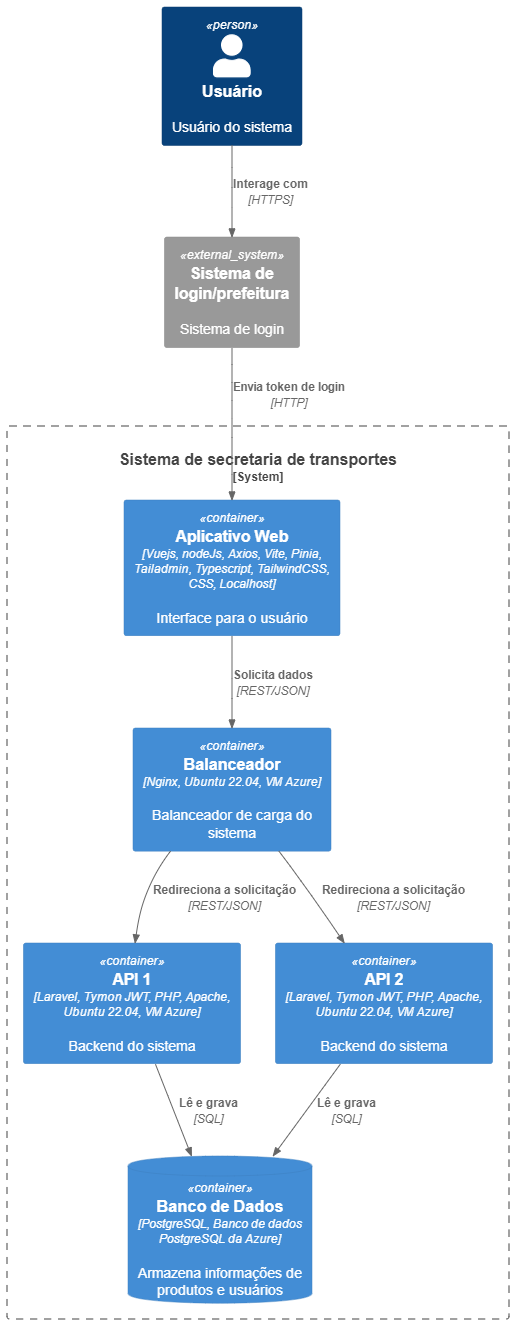 «person»
Usuário
Usuário do sistema
Interage com
[HTTPS]
«external_system»
Sistema de
login/prefeitura
Sistema de login
Envia token de login
[HTTP]
Sistema de secretaria de transportes
[System]
«container»
Aplicativo Web
[Vuejs, nodeJs, Axios, Vite, Pinia,
Tailadmin, Typescript, TailwindCSS,
CSS, Localhost]
Interface para o usuário
Solicita dados
[REST/JSON]
«container»
Balanceador
[Nginx, Ubuntu 22.04, VM Azure]
Balanceador de carga do
sistema
Redireciona a solicitação
[REST/JSON]
Redireciona a solicitação
[REST/JSON]
«container»
API 1
[Laravel, Tymon JWT, PHP, Apache,
Ubuntu 22.04, VM Azure]
Backend do sistema
«container»
API 2
[Laravel, Tymon JWT, PHP, Apache,
Ubuntu 22.04, VM Azure]
Backend do sistema
Lê e grava
[SQL]
Lê e grava
[SQL]
«container»
Banco de Dados
[PostgreSQL, Banco de dados
PostgreSQL da Azure]
Armazena informações de
produtos e usuários